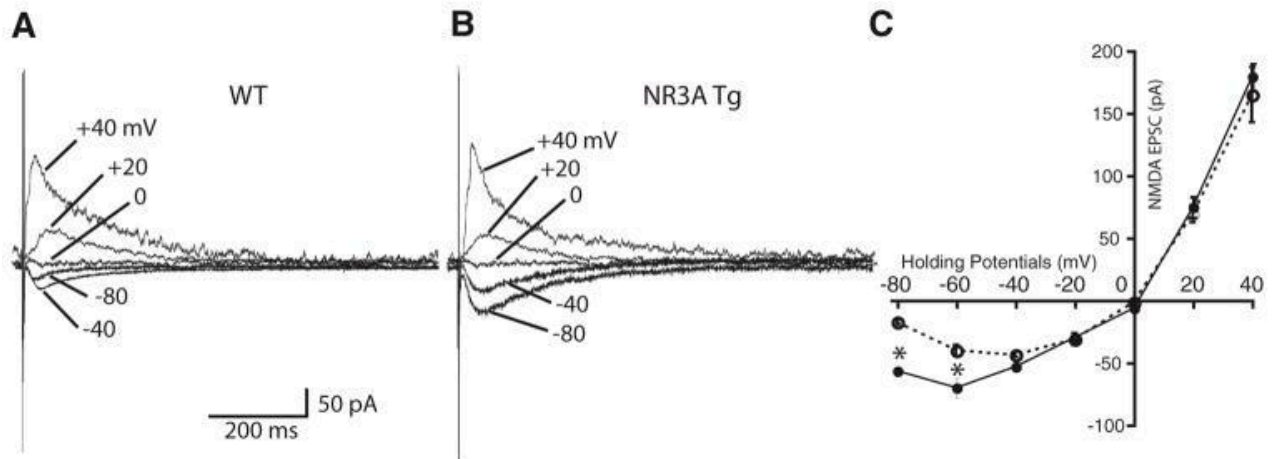 A
WT
+40 mV
+20
0
-80
-40
50 pA
200 ms
B
NR3A Tg
+40 mV
+20
0
-40
-80
C
200
150
100
50
NMDA EPSC (pA)
Holding Potentials (mV)
-80 -60 -40 -20 0 20 40
*
*
-50
-100